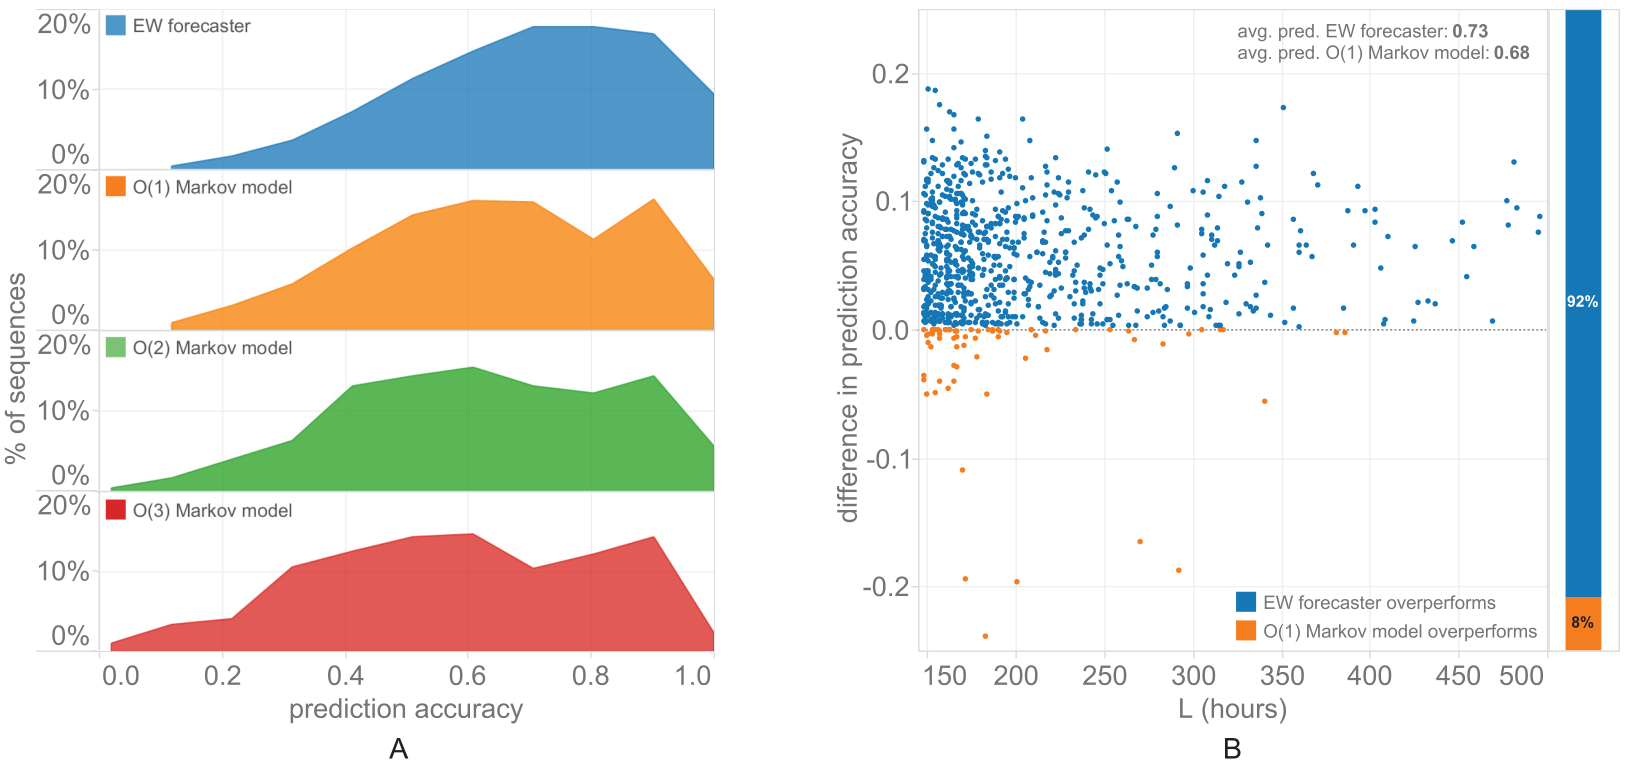 20%
EW forecaster
10%
0%
20%
O(1) Markov model
10%
0%
20%
O(2) Markov model
10%
0%
20%
O(3) Markov model
10%
0%
% of sequences
0.0 0.2 0.4 0.6 0.8 1.0
prediction accuracy
A
avg. pred. EW forecaster: 0.73
avg. pred. O(1) Markov model: 0.68
0.2
0.1
0.0
-0.1
-0.2
difference in prediction accuracy
92%
8%
EW forecaster overperforms
O(1) Markov model overperforms
150 200 250 300 350 400 450 500
L (hours)
B